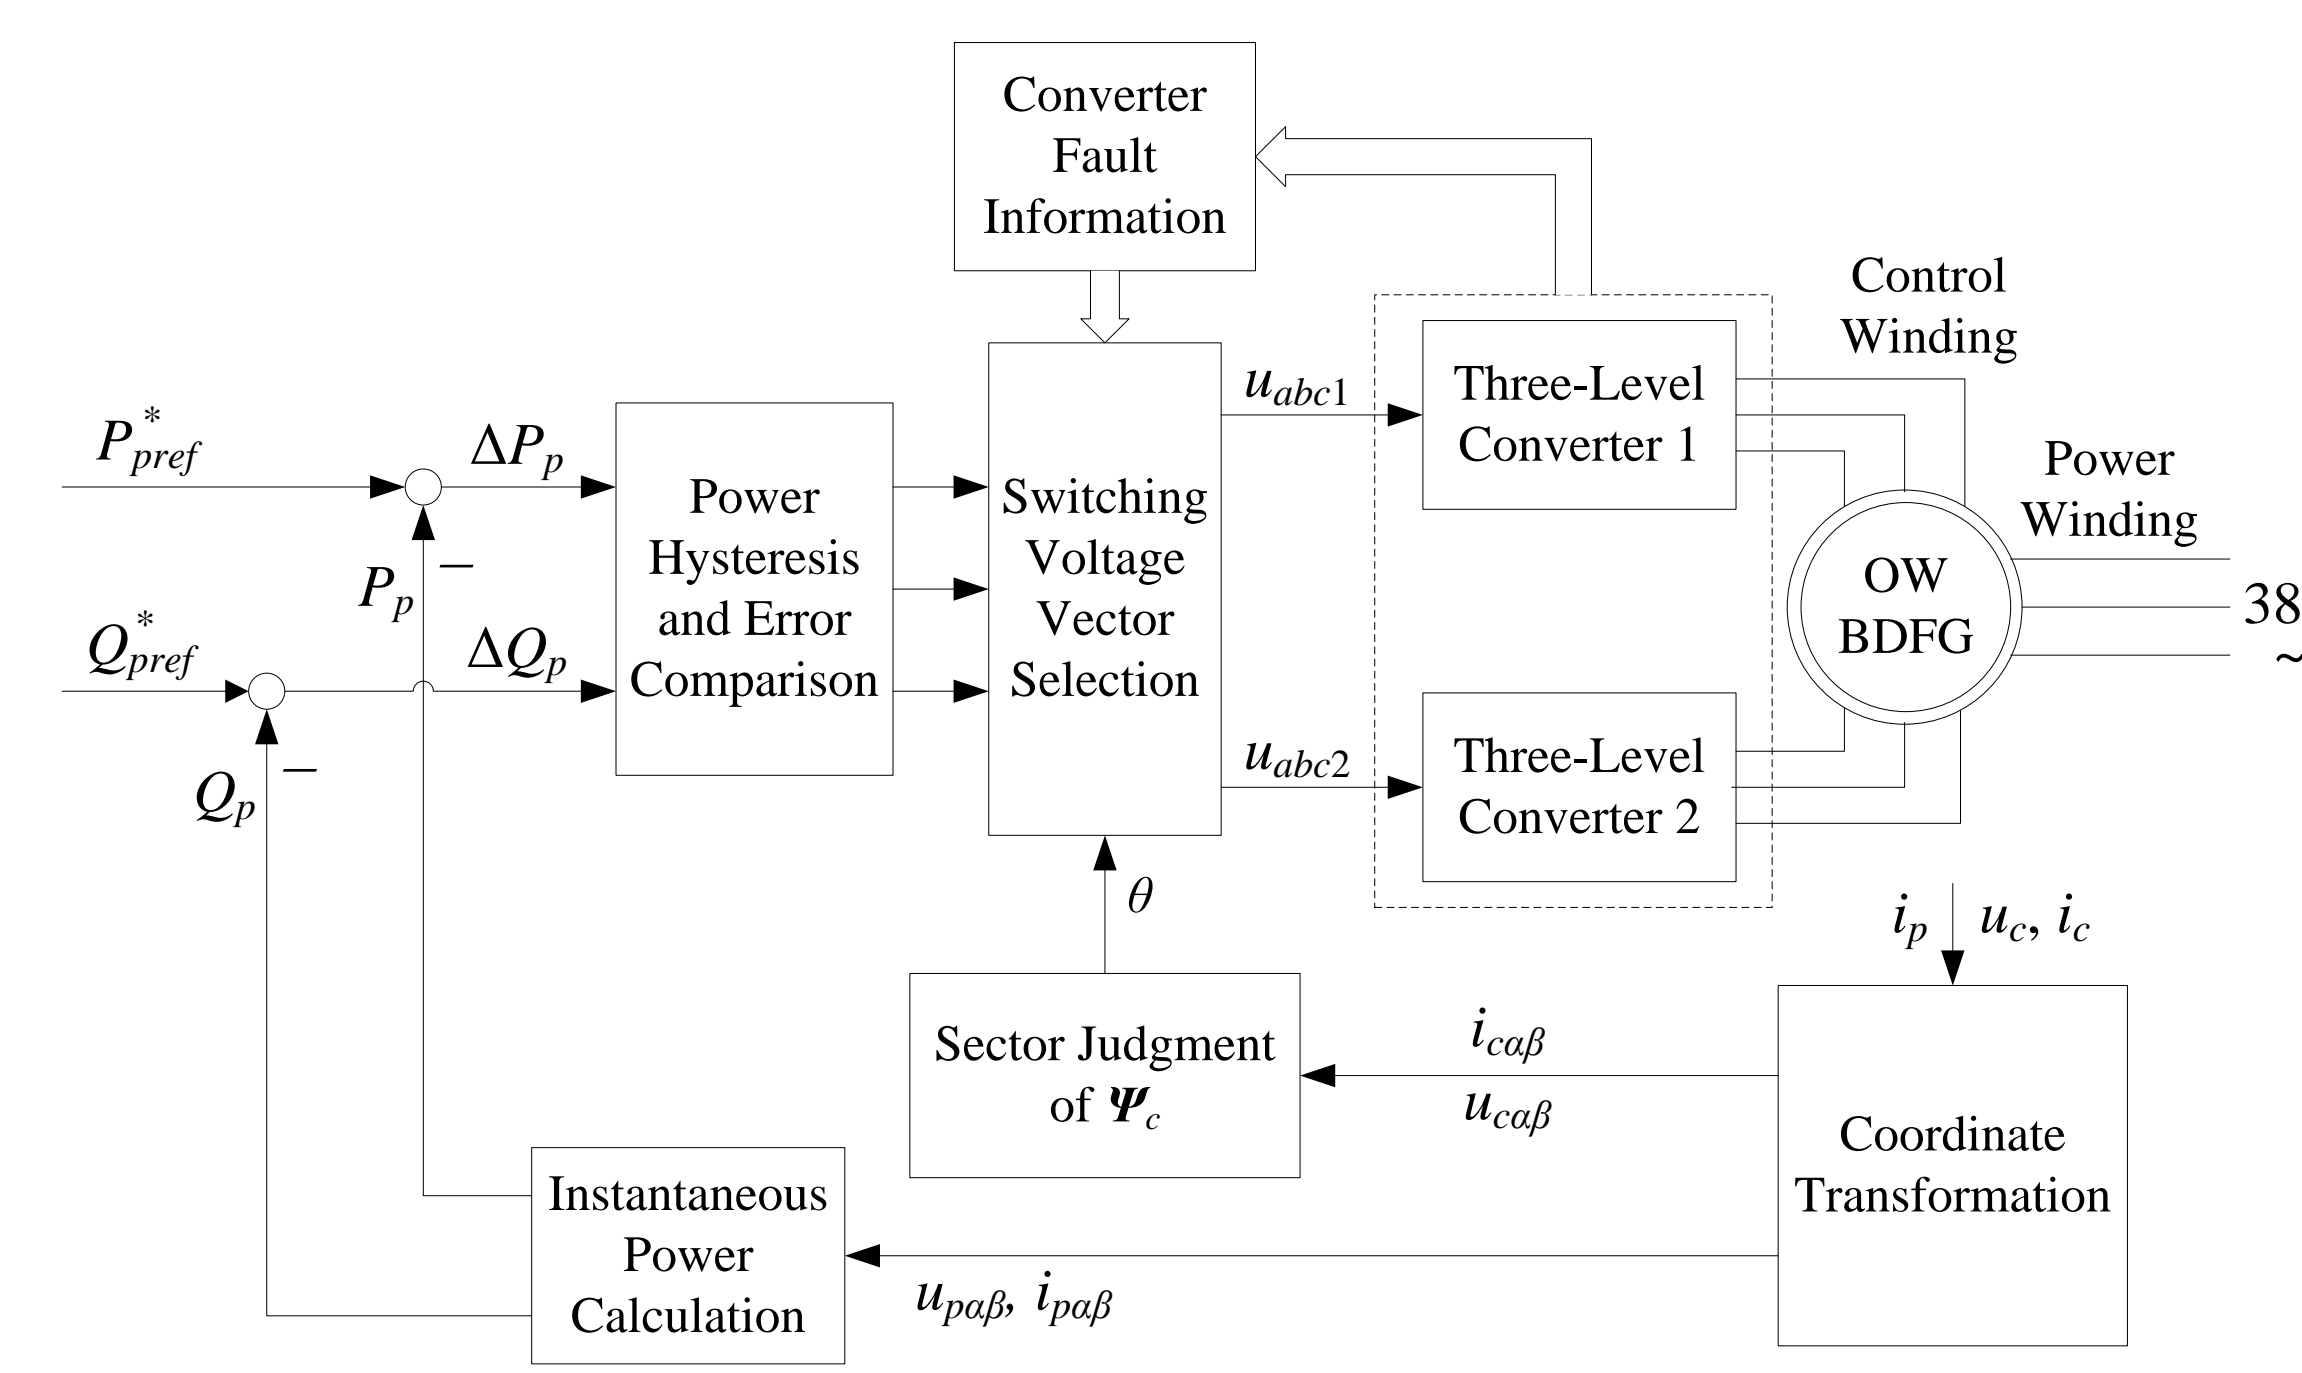 Converter
Fault
Information
Control
Winding
P*pref
ΔPp
Power
Hysteresis
and Error
Comparison
Switching
Voltage
Vector
Selection
uabc1
Three-Level
Converter 1
Power
Winding
Pp
−
OW
BDFG
38
~
Q*pref
ΔQp
Qp
−
uabc2
Three-Level
Converter 2
θ
ip
uc, ic
Sector Judgment
of Ψc
icαβ
ucαβ
Coordinate
Transformation
Instantaneous
Power
Calculation
upαβ, ipαβ